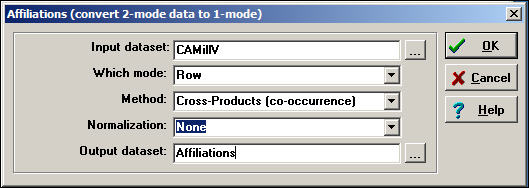 Affiliations (convert 2-mode data to 1-mode)
Input dataset: CAMillV ...
Which mode: Row
Method: Cross-Products (co-occurrence)
Normalization: None
Output dataset: Affiliations ...
OK
Cancel
Help